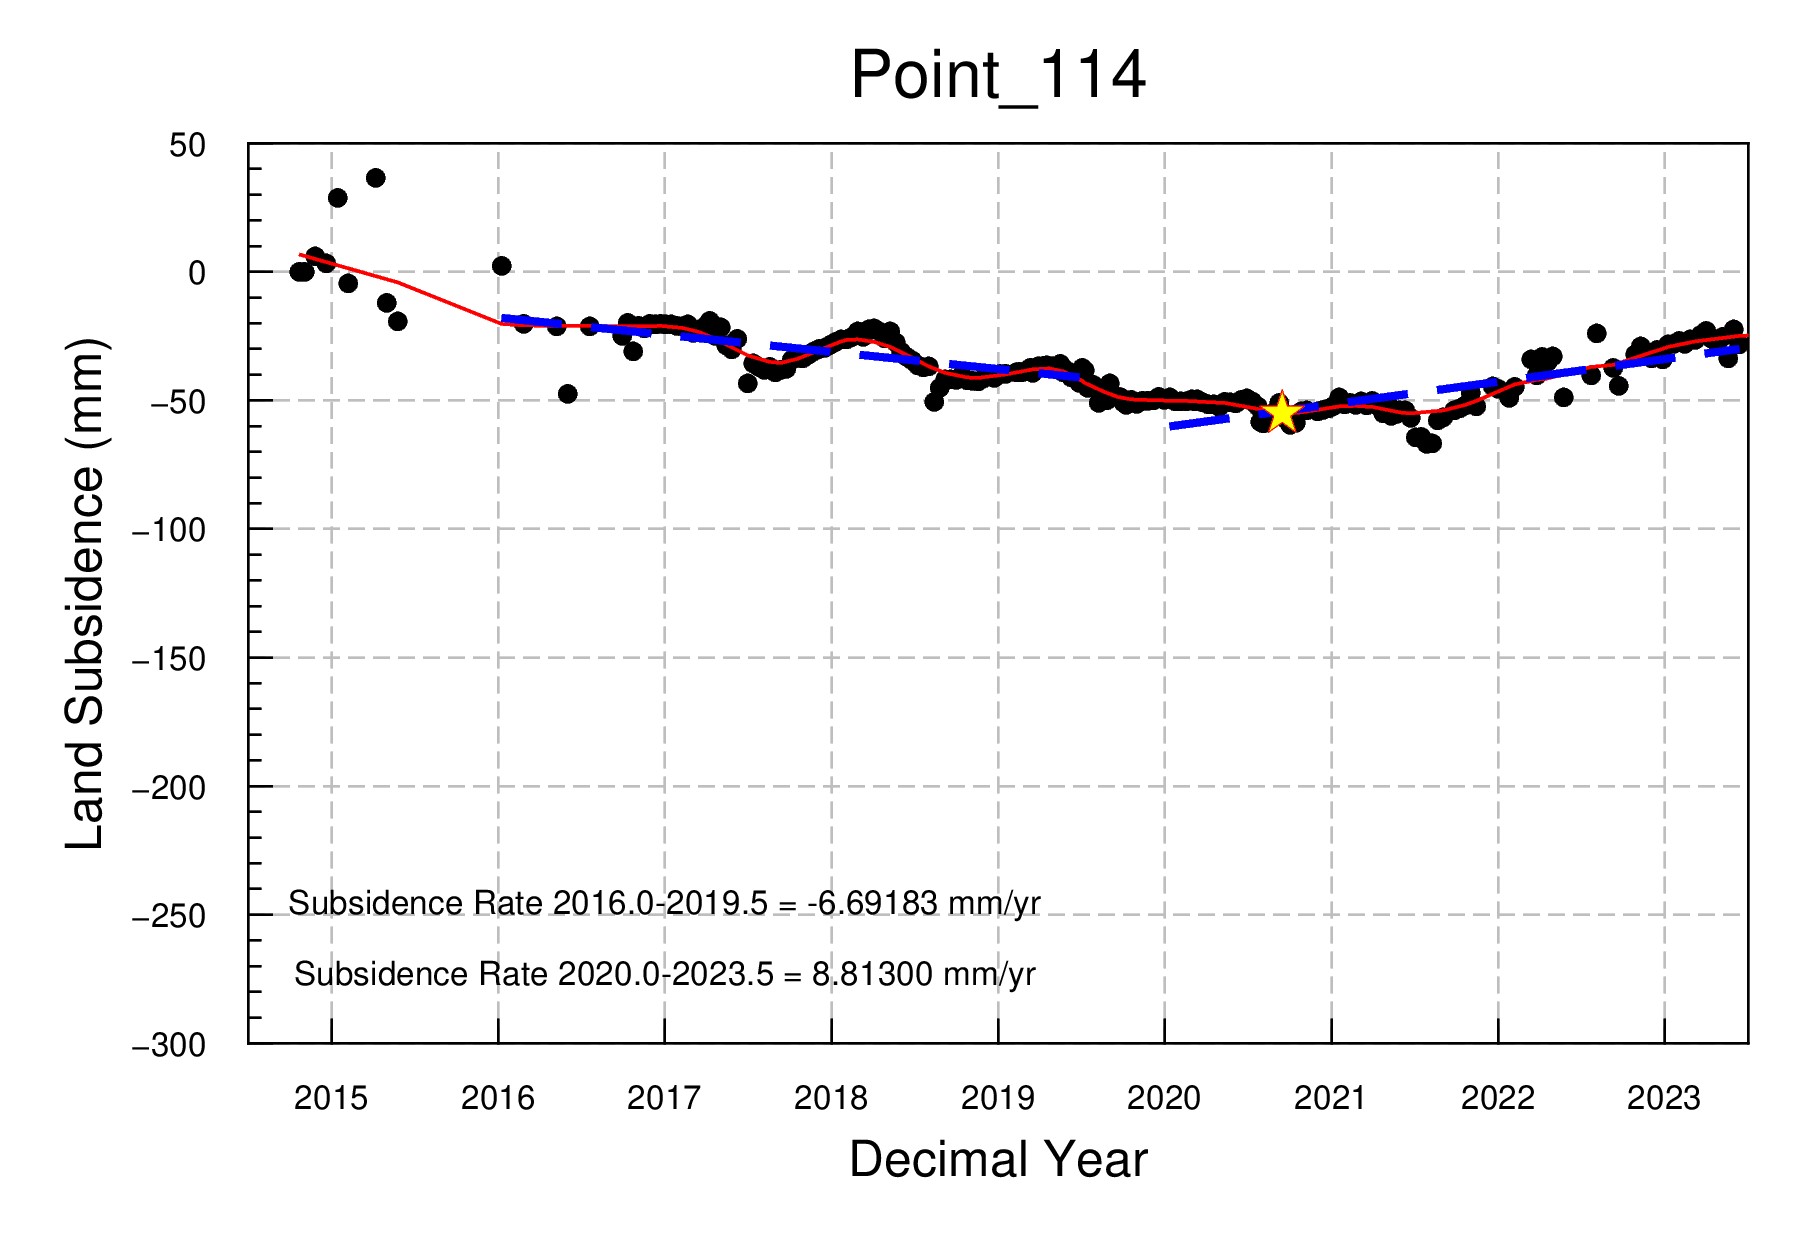 Point_114
50
0
−50
−100
−150
−200
−250
−300
Land Subsidence (mm)
Subsidence Rate 2016.0-2019.5 = -6.69183 mm/yr
Subsidence Rate 2020.0-2023.5 = 8.81300 mm/yr
2015 2016 2017 2018 2019 2020 2021 2022 2023
Decimal Year